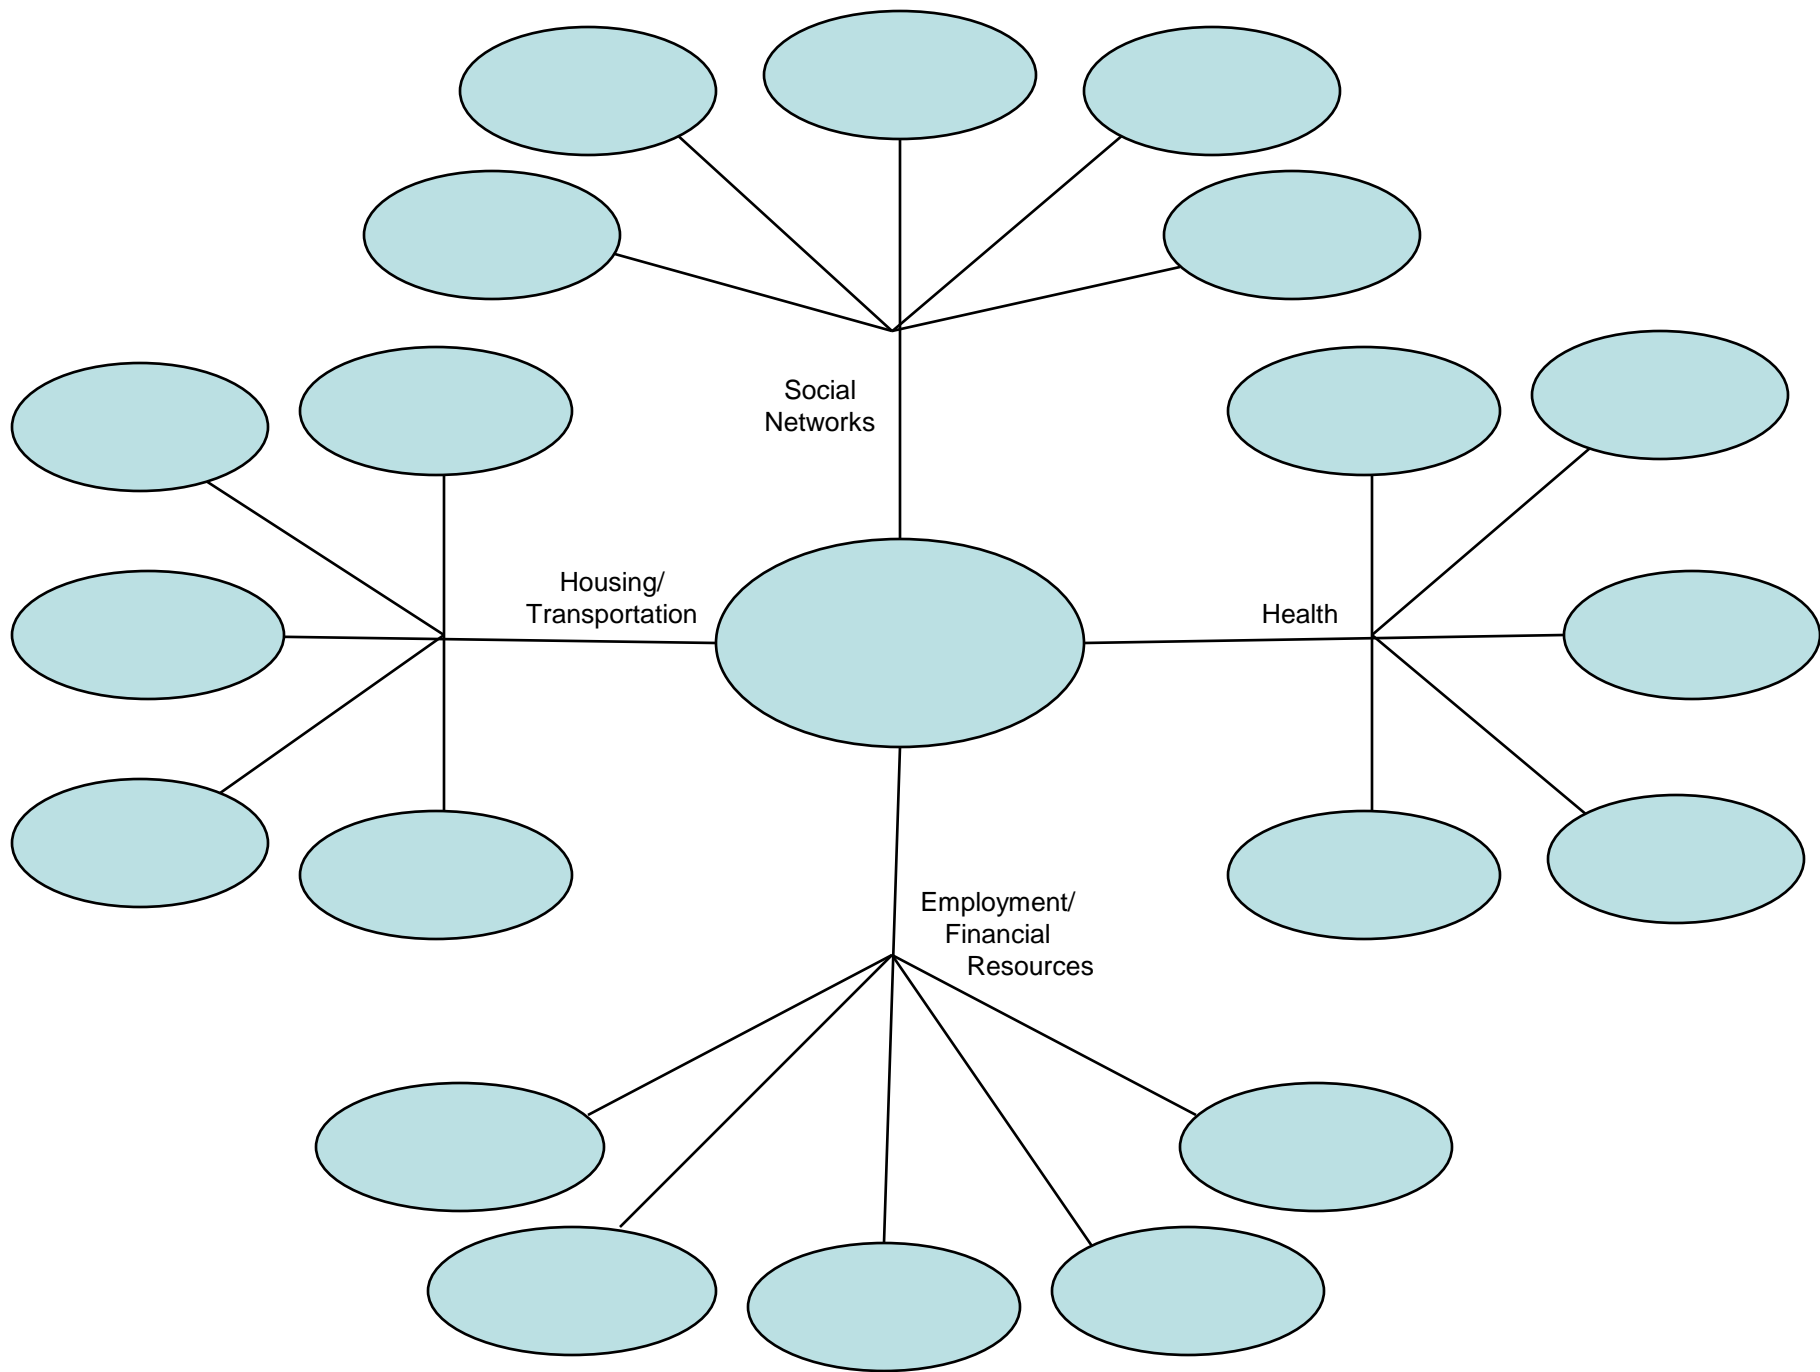 Social
Networks
Housing/
Transportation
Health
Employment/
Financial
Resources